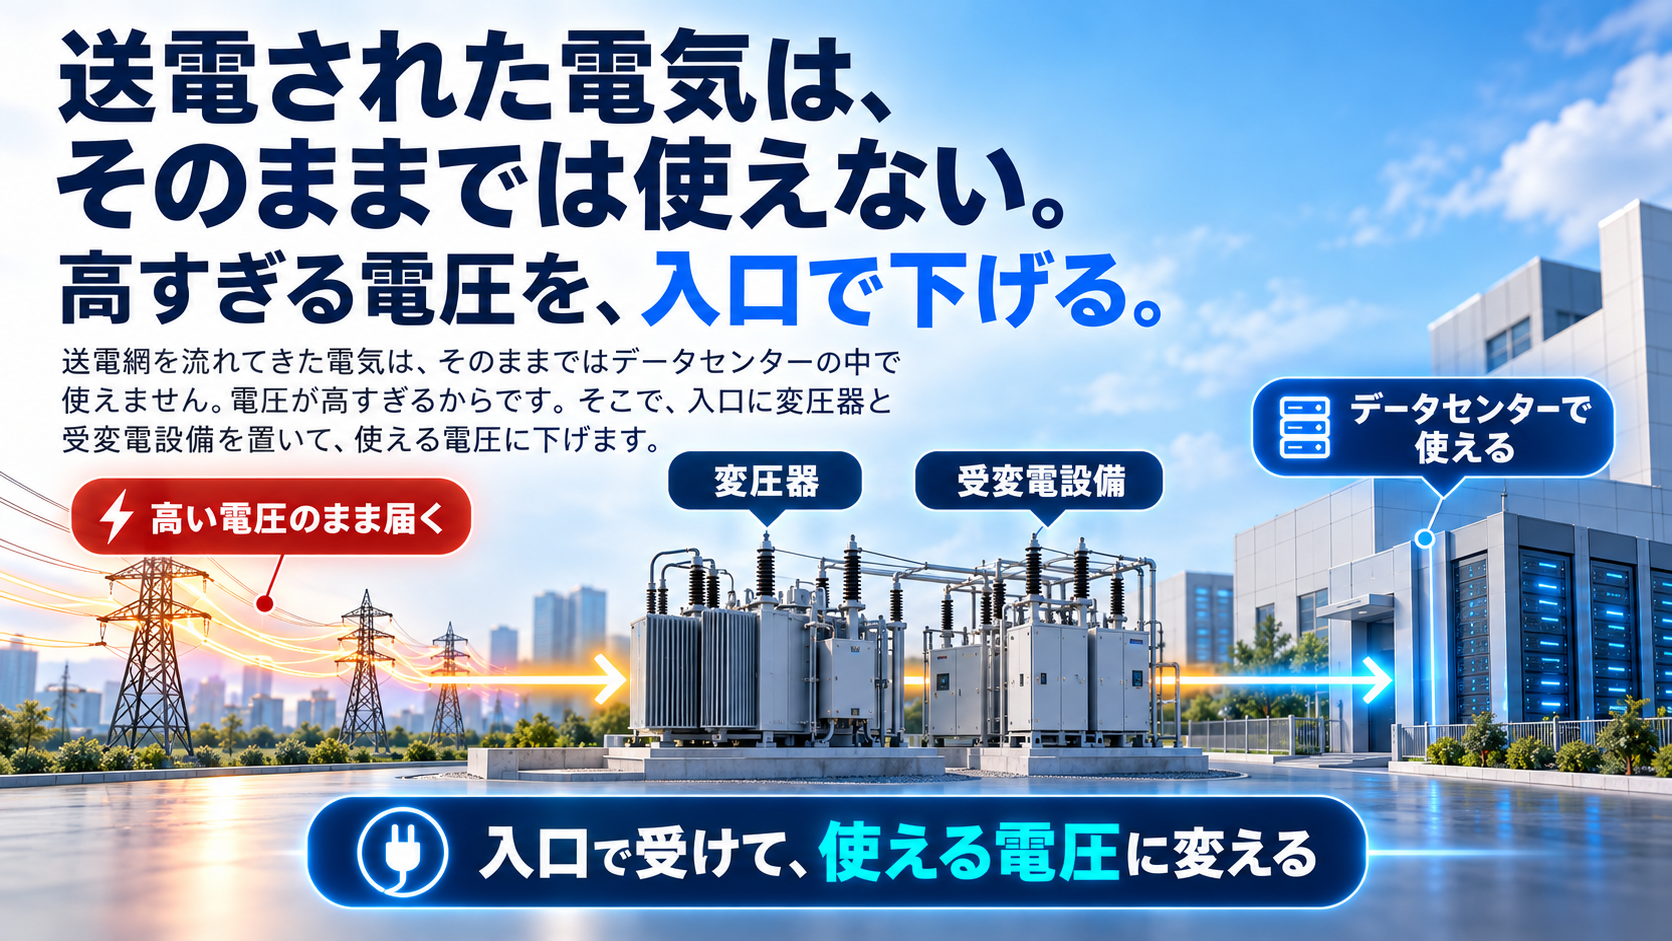 送電された電気は、
そのままでは使えない。
高すぎる電圧を、入口で下げる。
送電網を流れてきた電気は、そのままではデータセンターの中で
使えません。電圧が高すぎるからです。そこで、入口に変圧器と
受変電設備を置いて、使える電圧に下げます。
高い電圧のまま届く
変圧器
受変電設備
データセンターで
使える
入口で受けて、使える電圧に変える